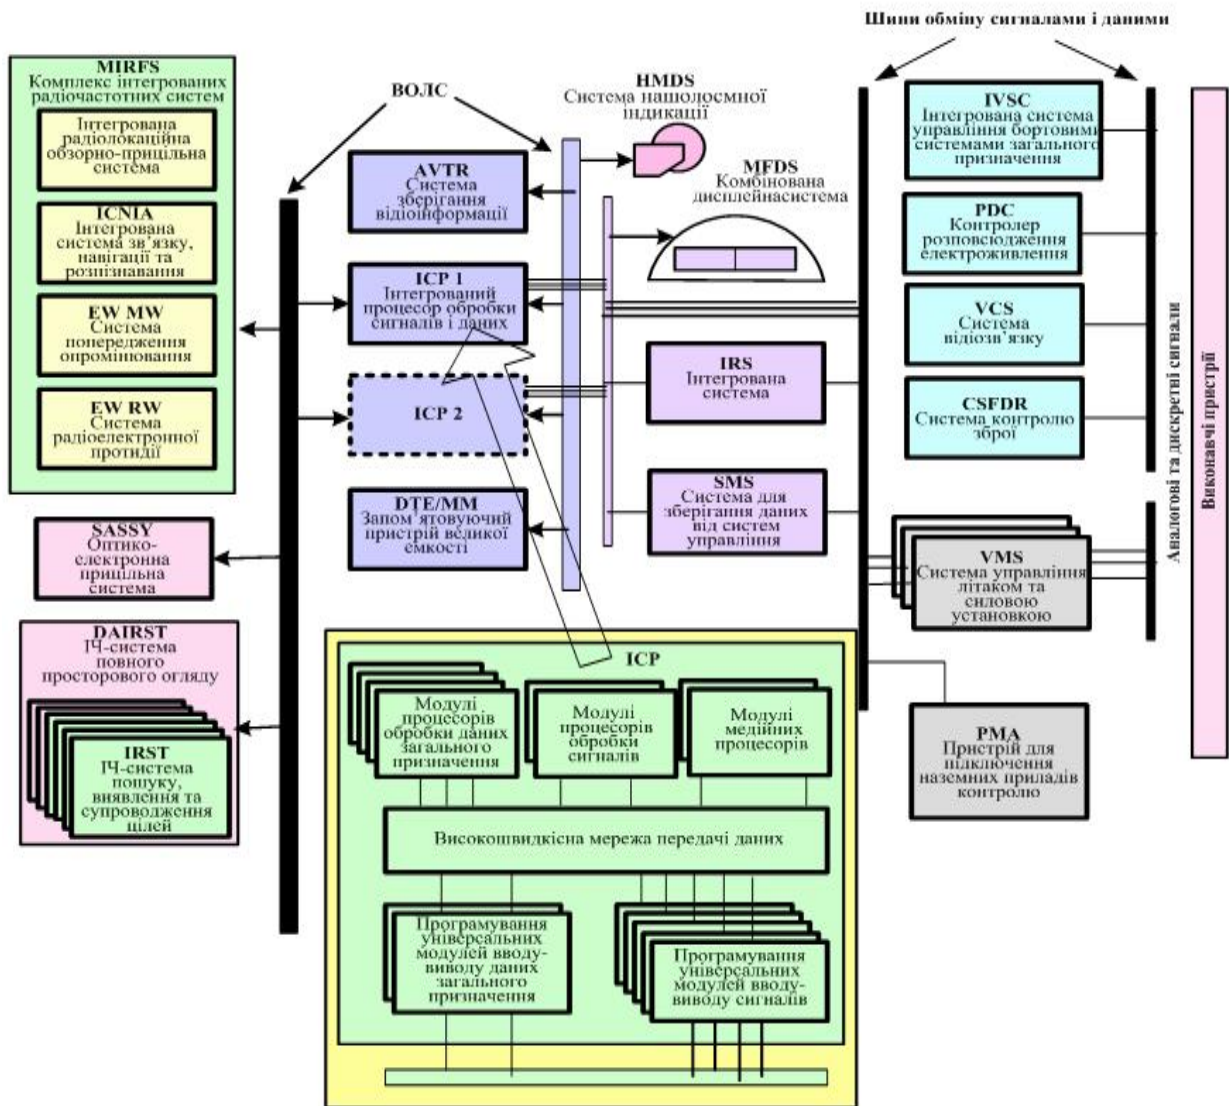 Шини обміну сигналами і даними
MIRFS
Комплекс інтегрованих
радіочастотних систем
Інтегрована
радіолокаційна
обзорно-прицільна
система
ICNIA
Інтегрована
система зв'язку,
навігації та
розпізнавання
EW MW
Система
попередження
опромінювання
EW RW
Система
радіоелектронної
протидії
SASSY
Оптико-
електронна
прицільна
система
DAIRST
ІЧ-система
повного
просторового огляду
IRST
ІЧ-система
пошуку,
виявлення та
супроводження
цілей
ВОЛС
AVTR
Система
зберігання
відіоінформації
ICP 1
Інтегрований
процесор обробки
сигналів і даних
ICP 2
DTE/MM
Запом'ятовуючий
пристрій великої
емкості
HMDS
Система нашолосмної
індикації
MFDS
Комбінована
дисплейнасистема
IRS
Інтегрована
система
SMS
Система для
зберігання даних
від систем
управління
IVSC
Інтегрована система
управління бортовими
системами загального
призначення
PDC
Контролер
розповсюдження
електроживлення
VCS
Система
відіозв'язку
CSFDR
Система контролю
зброї
VMS
Система управління
літаком та
силовою
установкою
PMA
Пристрій для
підключення
наземних приладів
контролю
Аналогові та дискретні сигнали
Виконавчі пристрії
ICP
Модулі
процесорів
обробки даних
загального
призначення
Модулі
процесорів
обробки
сигналів
Модулі
медійних
процесорів
Високошвидкісна мережа передачі даних
Програмування
універсальних
модулей вводу-
виводу даних
загального
призначення
Програмування
універсальних
модулей вводу-
виводу сигналів